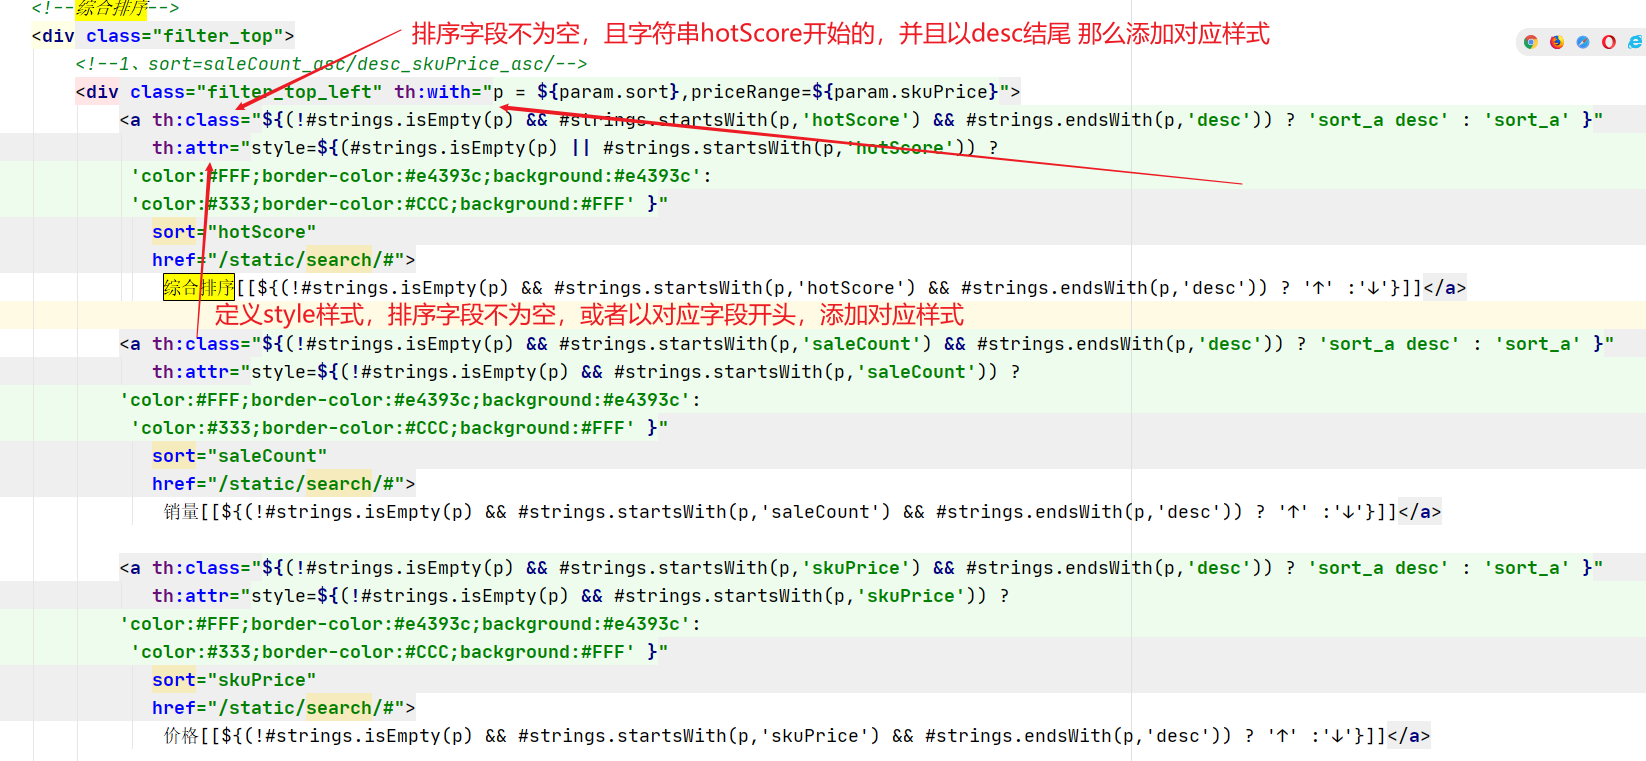 <!--综合排序-->
<div class="filter_top">
排序字段不为空，且字符串hotScore开始的，并且以desc结尾 那么添加对应样式
<!--1、sort=saleCount_asc/desc_skuPrice_asc/-->
<div class="filter_top_left" th:with="p = ${param.sort},priceRange=${param.skuPrice}">
<a th:class="${(!#strings.isEmpty(p) && #strings.startsWith(p,'hotScore') && #strings.endsWith(p,'desc')) ? 'sort_a desc' : 'sort_a' }"
th:attr="style=${(#strings.isEmpty(p) || #strings.startsWith(p,'hotScore')) ?
'color:#FFF;border-color:#e4393c;background:#e4393c':
'color:#333;border-color:#CCC;background:#FFF' }"
sort="hotScore"
href="/static/search/#">
综合排序[[${(!#strings.isEmpty(p) && #strings.startsWith(p,'hotScore') && #strings.endsWith(p,'desc')) ? '↑' :'↓'}]]</a>
定义style样式，排序字段不为空，或者以对应字段开头，添加对应样式
<a th:class="${(!#strings.isEmpty(p) && #strings.startsWith(p,'saleCount') && #strings.endsWith(p,'desc')) ? 'sort_a desc' : 'sort_a' }"
th:attr="style=${(!#strings.isEmpty(p) && #strings.startsWith(p,'saleCount')) ?
'color:#FFF;border-color:#e4393c;background:#e4393c':
'color:#333;border-color:#CCC;background:#FFF' }"
sort="saleCount"
href="/static/search/#">
销量[[${(!#strings.isEmpty(p) && #strings.startsWith(p,'saleCount') && #strings.endsWith(p,'desc')) ? '↑' :'↓'}]]</a>
<a th:class="${(!#strings.isEmpty(p) && #strings.startsWith(p,'skuPrice') && #strings.endsWith(p,'desc')) ? 'sort_a desc' : 'sort_a' }"
th:attr="style=${(!#strings.isEmpty(p) && #strings.startsWith(p,'skuPrice')) ?
'color:#FFF;border-color:#e4393c;background:#e4393c':
'color:#333;border-color:#CCC;background:#FFF' }"
sort="skuPrice"
href="/static/search/#">
价格[[${(!#strings.isEmpty(p) && #strings.startsWith(p,'skuPrice') && #strings.endsWith(p,'desc')) ? '↑' :'↓'}]]</a>